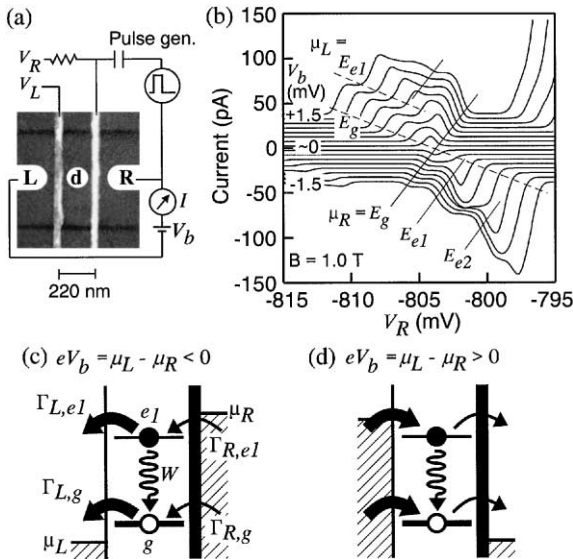 (a)
Pulse gen.
V_R
V_L
L
d
R
I
V_b
220 nm
(b)
150
100
50
0
-50
-100
-150
Current (pA)
μ_L =
E_e1
V_b
(mV)
+1.5
E_g
~0
-1.5
μ_R = E_g
E_e1
E_e2
B = 1.0 T
-815 -810 -805 -800 -795
V_R (mV)
(c) eV_b = μ_L - μ_R < 0
Γ_L,e1
e1
μ_R
Γ_R,e1
W
Γ_L,g
Γ_R,g
μ_L
g
(d) eV_b = μ_L - μ_R > 0